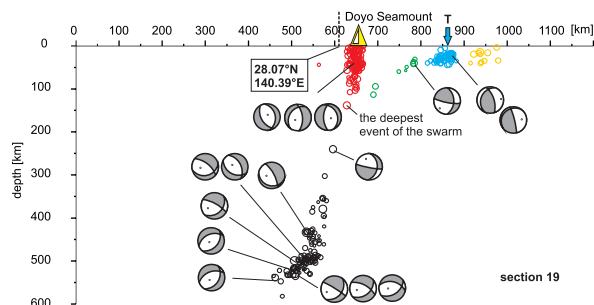 Doyo Seamount
T
0 100 200 300 400 500 600 700 800 900 1000 1100 [km]
0
100
200
300
400
500
600
depth [km]
28.07°N
140.39°E
the deepest
event of the swarm
section 19